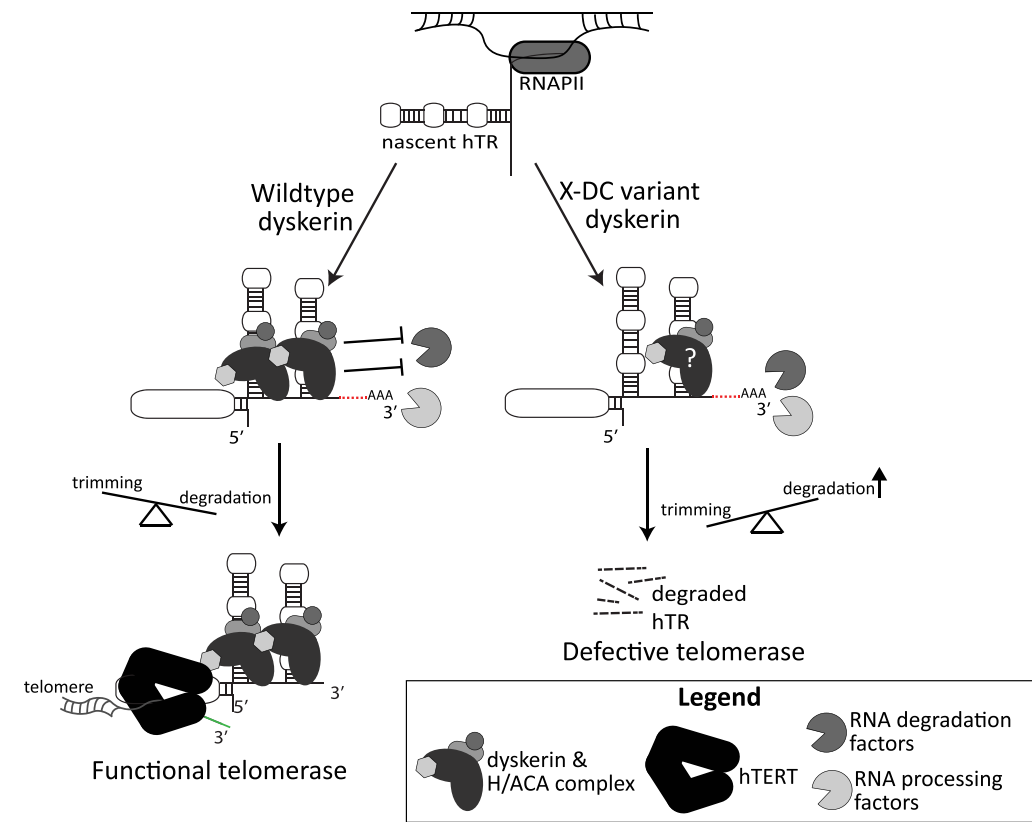 RNAPII
nascent hTR
Wildtype
dyskerin
X-DC variant
dyskerin
AAA
3′
5′
?
AAA
3′
5′
trimming
degradation
trimming
degradation
telomere
5′
3′
3′
Functional telomerase
degraded
hTR
Defective telomerase
Legend
dyskerin &
H/ACA complex
hTERT
RNA degradation
factors
RNA processing
factors